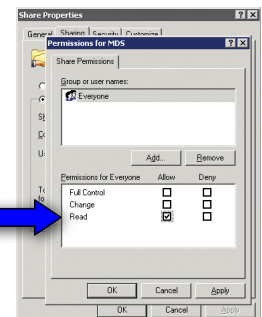 Share Properties
General Sharing Security Customize
Permissions for MDS
Share Permissions
Group or user names:
Everyone
Add... Remove
Permissions for Everyone Allow Deny
Full Control
Change
Read
OK Cancel Apply
OK Cancel Apply